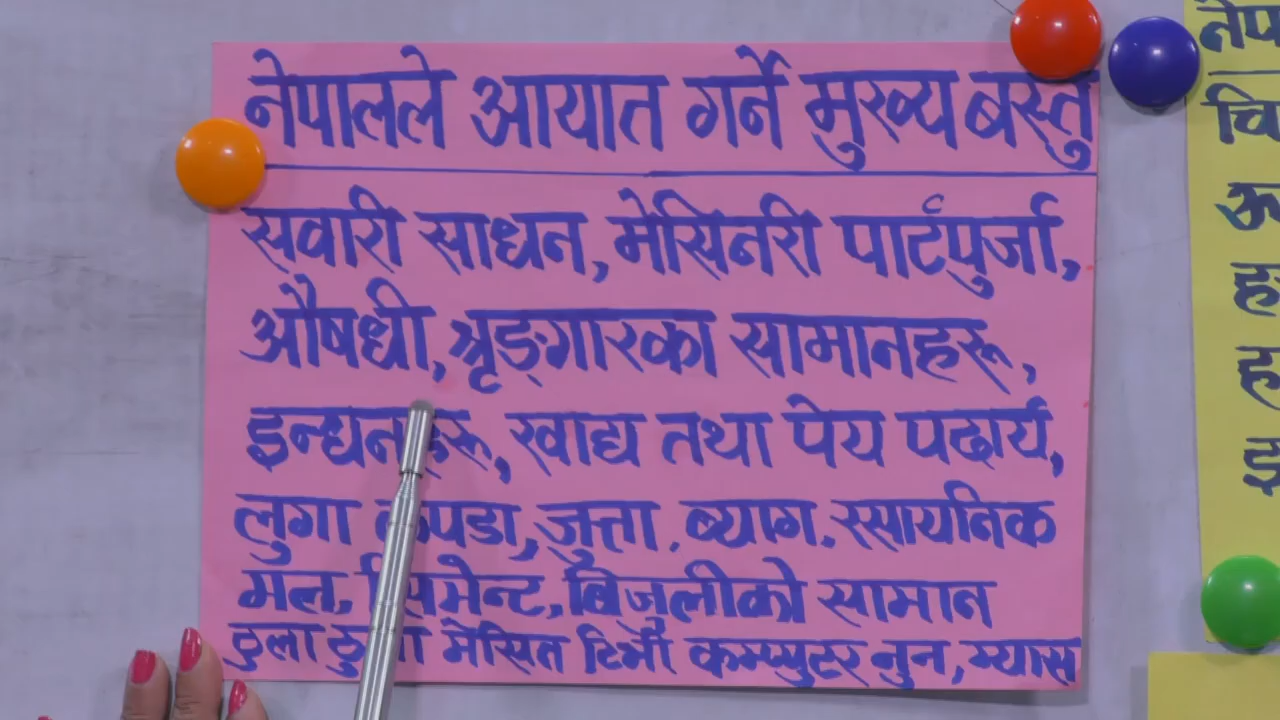 नेपालले आयात गर्ने मुख्य बस्तु
सवारी साधन, मेसिनरी पार्टपुर्जा,
औषधी, श्रृङ्गारका सामानहरू,
इन्धनहरू, खाद्य तथा पेय पदार्य,
लुगा कपडा, जुत्ता, ब्याग, रसायनिक
मल, सिमेन्ट, बिजुलीको सामान
ठुला ठुला मेसिन टिभी कम्प्युटर नुन, ग्यास
नेप
चि
ह
इ